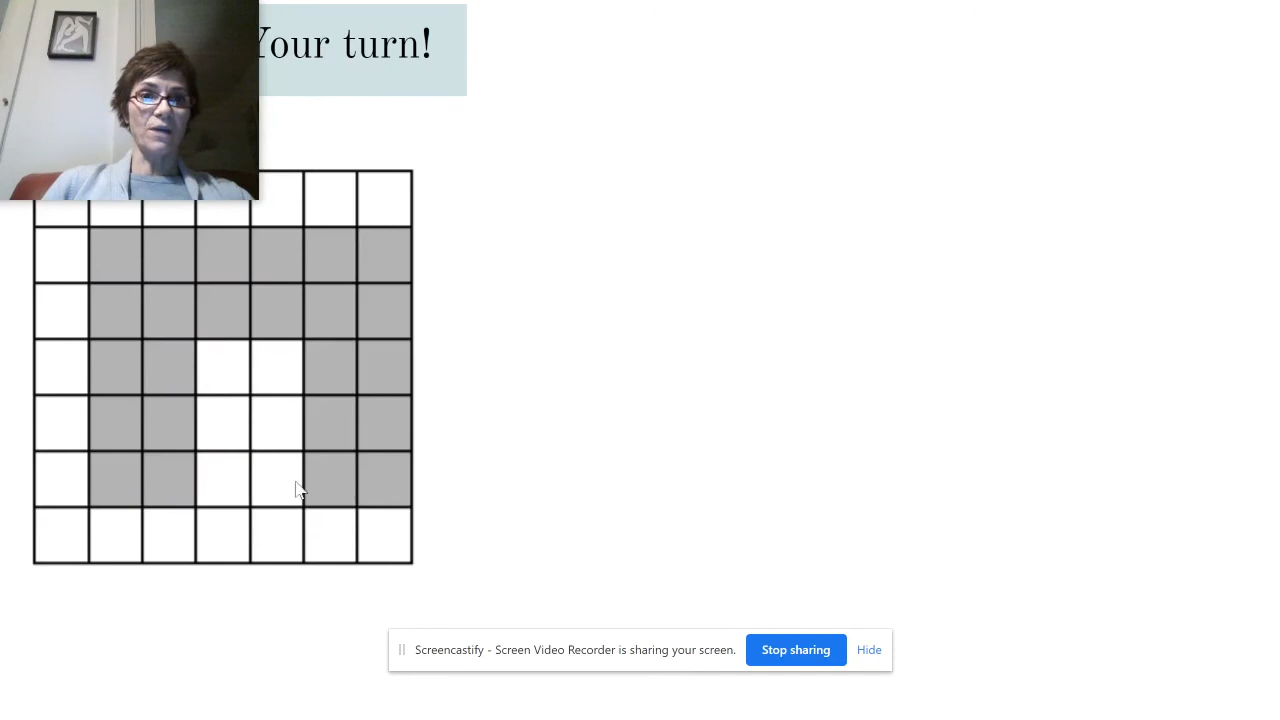 Your turn!
Screencastify - Screen Video Recorder is sharing your screen.
Stop sharing
Hide